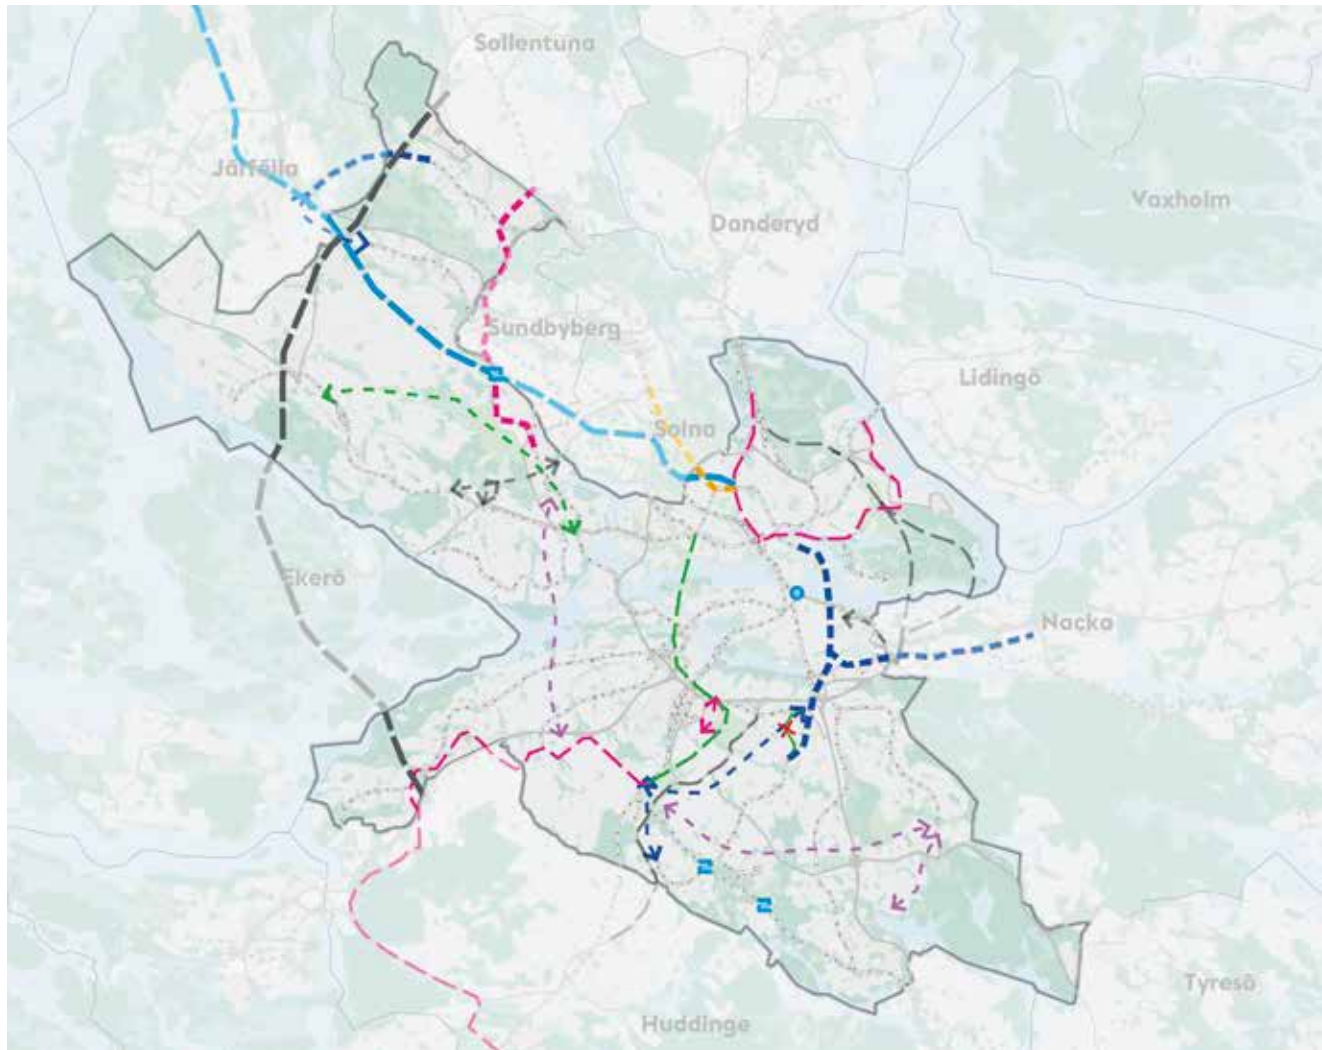 Sollentuna
Järfälla
Vaxholm
Danderyd
Sundbyberg
Lidingö
Solna
Ekerö
Nacka
Tyresö
Huddinge